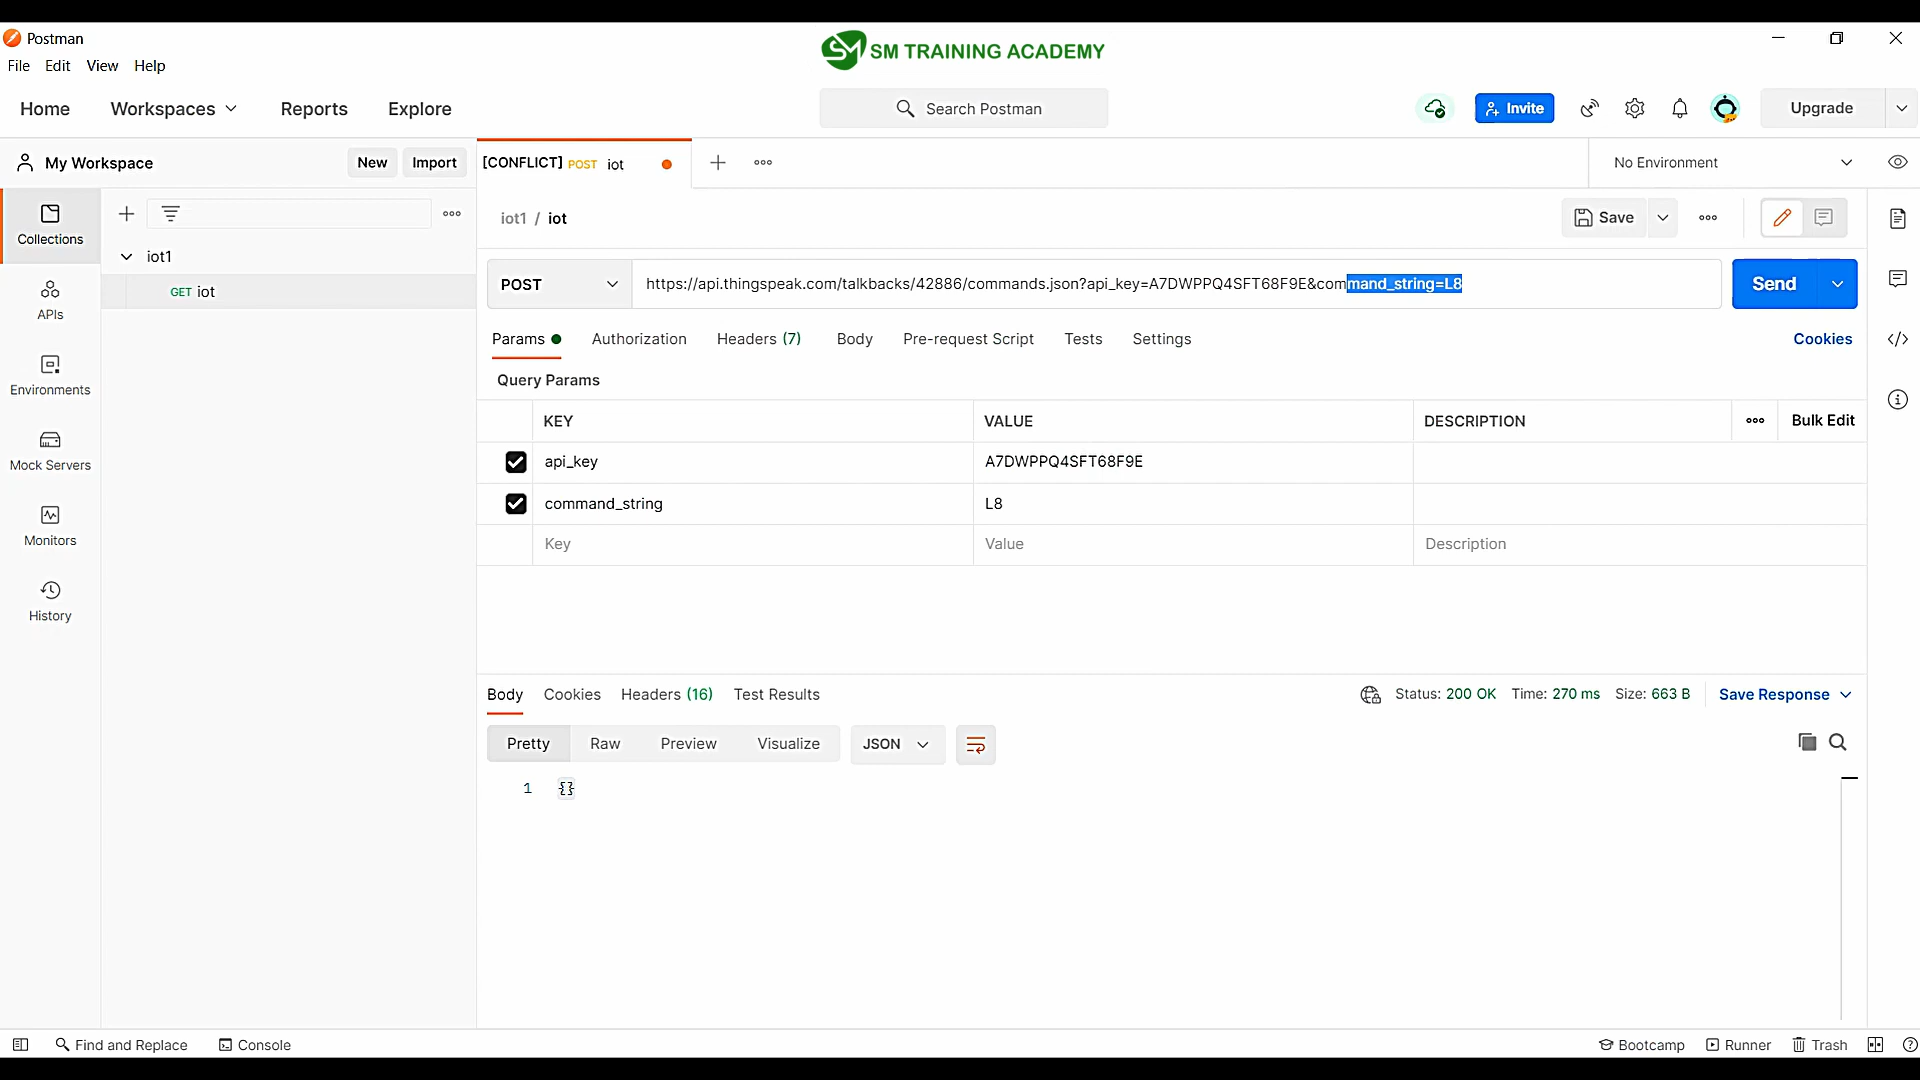 Postman
SM TRAINING ACADEMY
File Edit View Help
Home Workspaces Reports Explore
Search Postman
Invite
Upgrade
My Workspace
New
Import
[CONFLICT] POST iot
No Environment
Collections
iot1
GET iot
APIs
Environments
Mock Servers
Monitors
History
iot1 / iot
Save
POST
https://api.thingspeak.com/talkbacks/42886/commands.json?api_key=A7DWPPQ4SFT68F9E&command_string=L8
Send
Params Authorization Headers (7) Body Pre-request Script Tests Settings
Cookies
Query Params
KEY VALUE DESCRIPTION
Bulk Edit
api_key A7DWPPQ4SFT68F9E
command_string L8
Key Value Description
Body Cookies Headers (16) Test Results
Status: 200 OK Time: 270 ms Size: 663 B
Save Response
Pretty Raw Preview Visualize JSON
1 {}
Find and Replace Console
Bootcamp Runner Trash